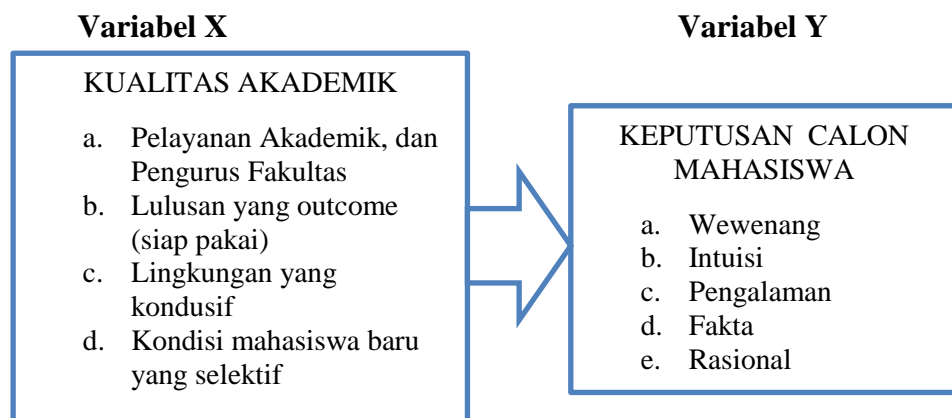 Variabel X
Variabel Y
KUALITAS AKADEMIK
a. Pelayanan Akademik, dan
Pengurus Fakultas
b. Lulusan yang outcome
(siap pakai)
c. Lingkungan yang
kondusif
d. Kondisi mahasiswa baru
yang selektif
KEPUTUSAN CALON
MAHASISWA
a. Wewenang
b. Intuisi
c. Pengalaman
d. Fakta
e. Rasional